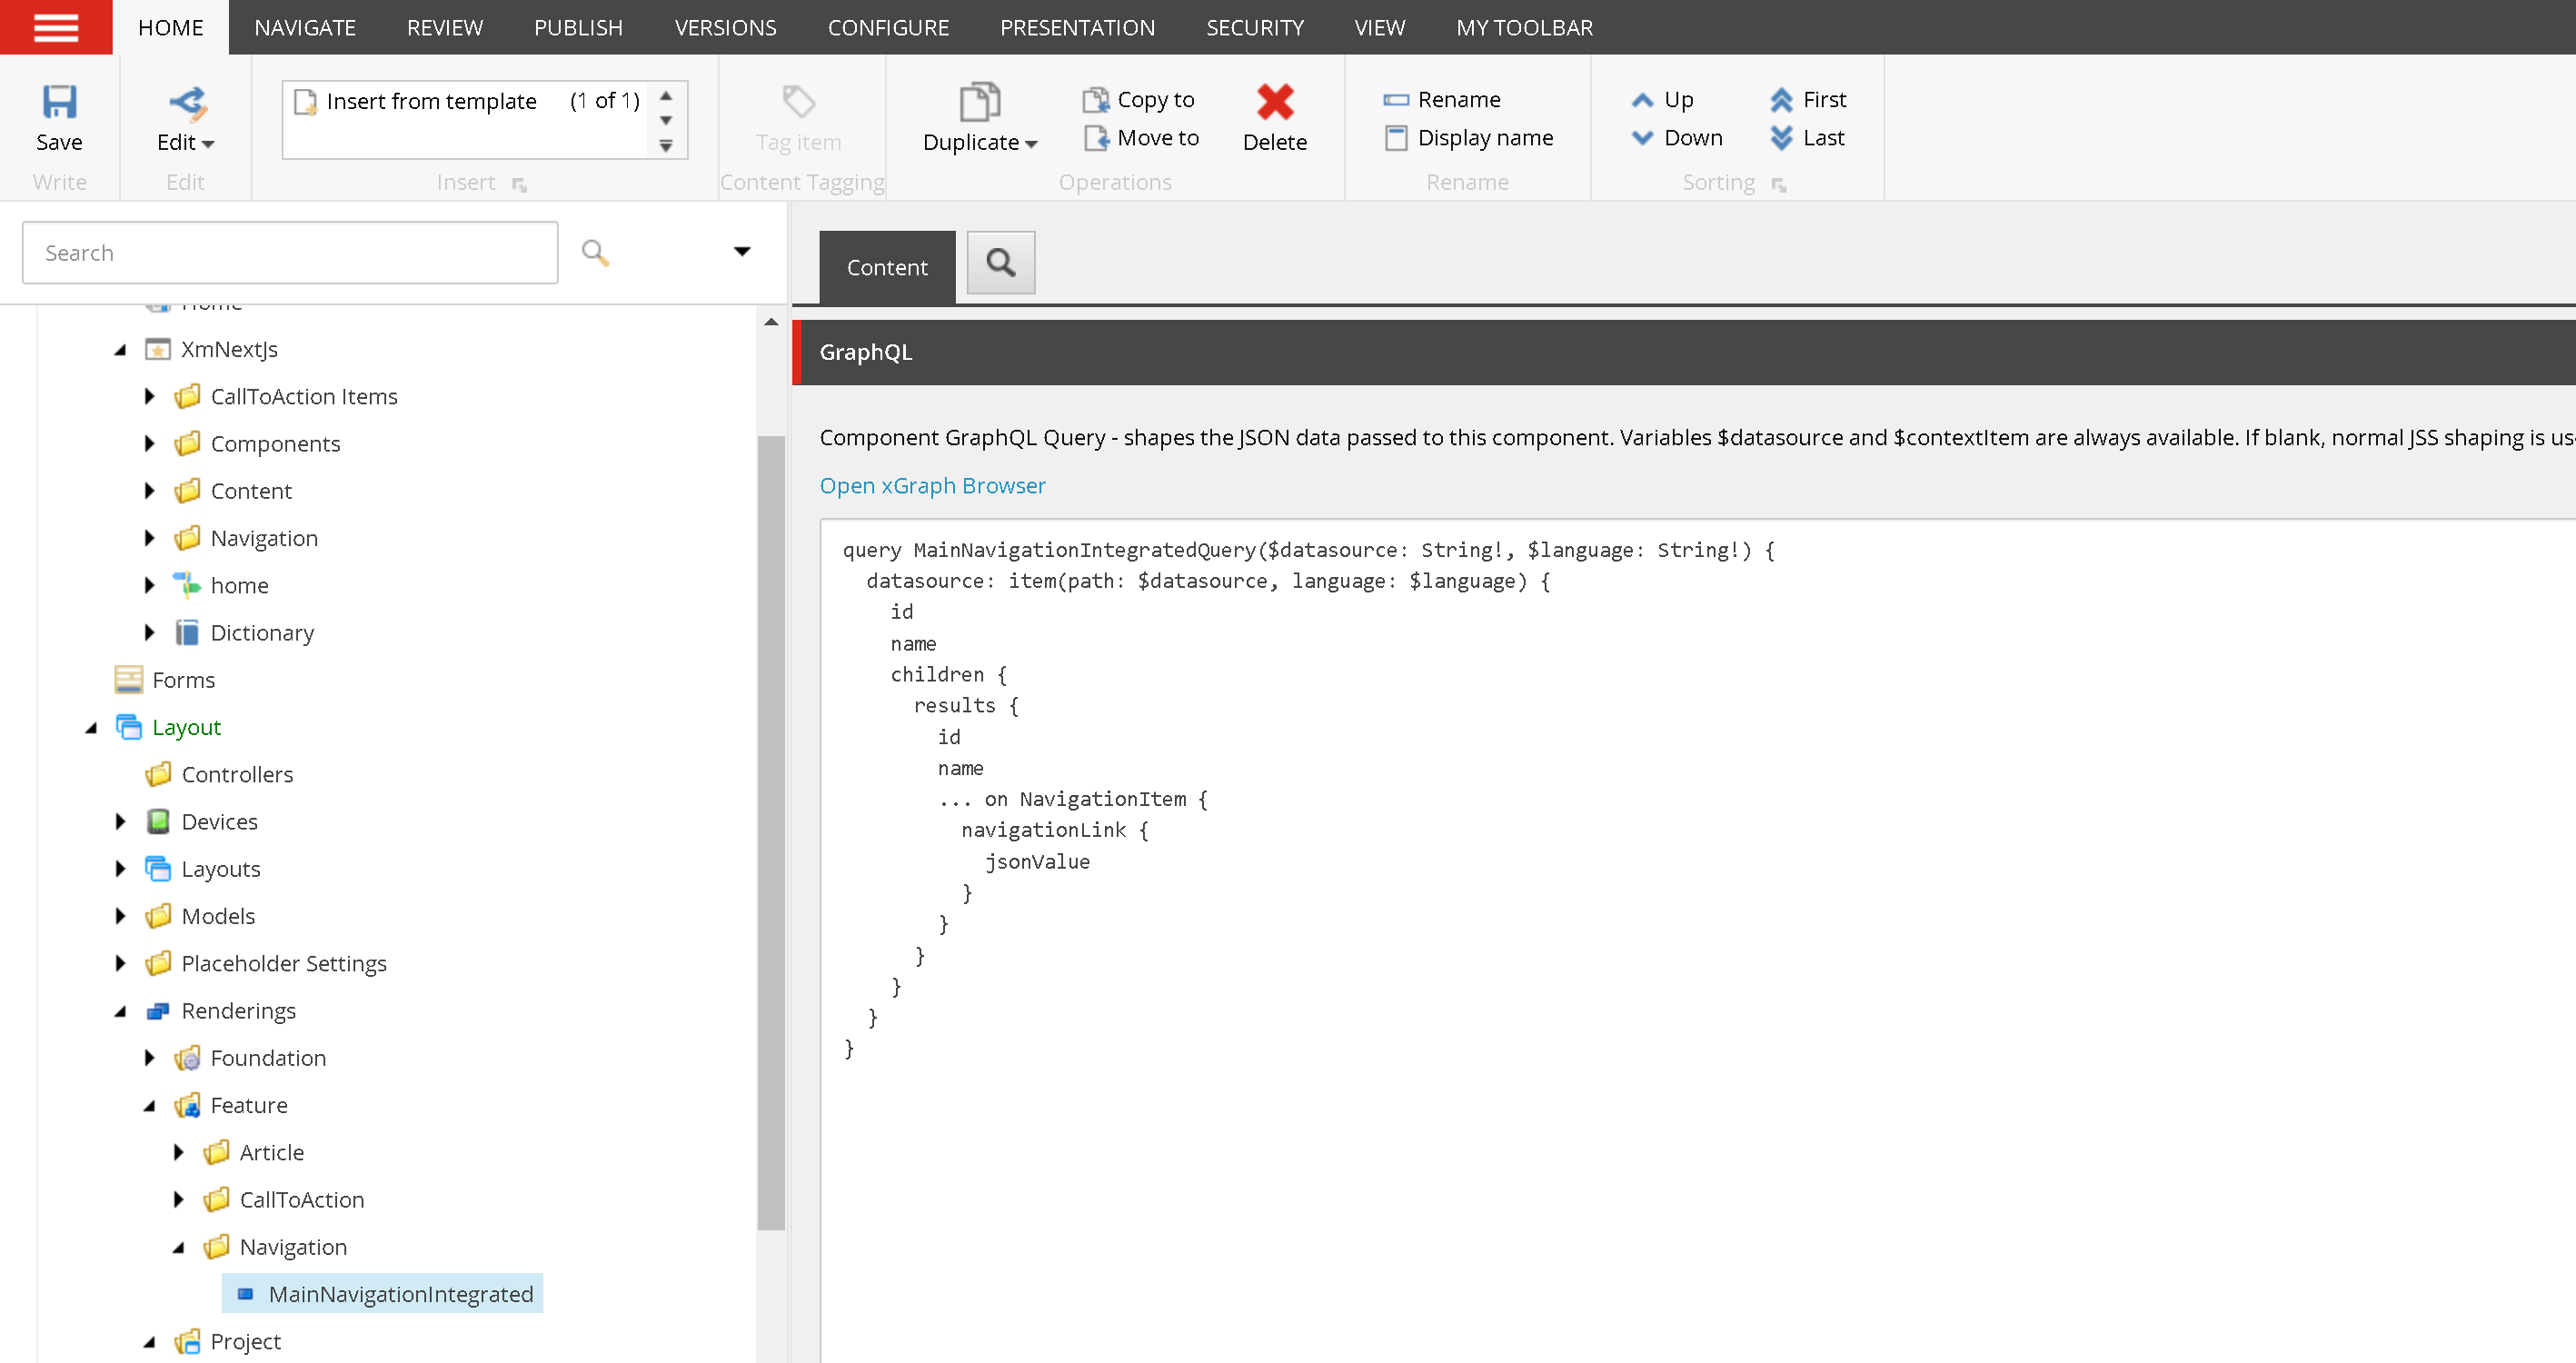 HOME NAVIGATE REVIEW PUBLISH VERSIONS CONFIGURE PRESENTATION SECURITY VIEW MY TOOLBAR
Save
Write
Edit
Edit
Insert from template (1 of 1)
Insert
Tag item
Content Tagging
Duplicate
Copy to
Move to
Delete
Operations
Rename
Display name
Rename
Up
Down
First
Last
Sorting
Search
Home
XmNextJs
CallToAction Items
Components
Content
Navigation
home
Dictionary
Forms
Layout
Controllers
Devices
Layouts
Models
Placeholder Settings
Renderings
Foundation
Feature
Article
CallToAction
Navigation
MainNavigationIntegrated
Project
Content
GraphQL
Component GraphQL Query - shapes the JSON data passed to this component. Variables $datasource and $contextItem are always available. If blank, normal JSS shaping is us
Open xGraph Browser
query MainNavigationIntegratedQuery($datasource: String!, $language: String!) {
datasource: item(path: $datasource, language: $language) {
id
name
children {
results {
id
name
... on NavigationItem {
navigationLink {
jsonValue
}
}
}
}
}
}